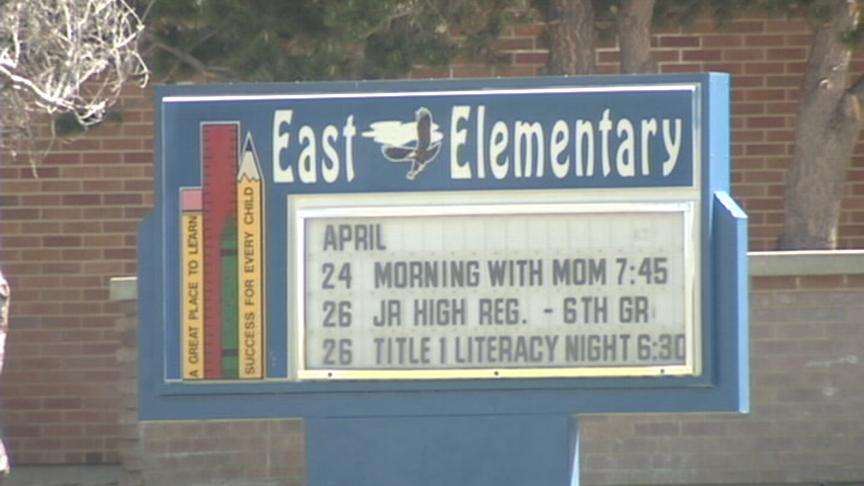 East Elementary
A GREAT PLACE TO LEARN
SUCCESS FOR EVERY CHILD
APRIL
24 MORNING WITH MOM 7:45
26 JR HIGH REG. - 6TH GR
26 TITLE 1 LITERACY NIGHT 6:30